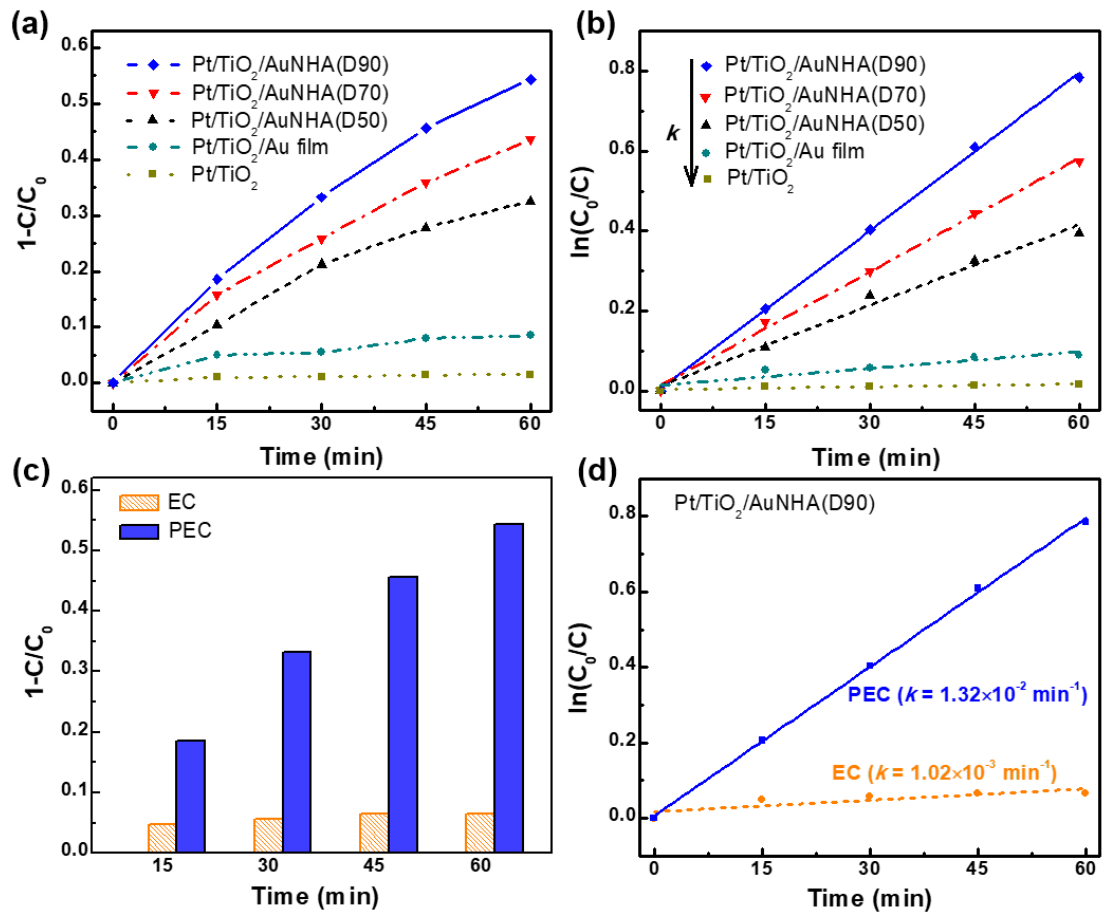 (a)
0.6
0.5
0.4
0.3
0.2
0.1
0.0
1-C/C₀
Pt/TiO₂/AuNHA(D90)
Pt/TiO₂/AuNHA(D70)
Pt/TiO₂/AuNHA(D50)
Pt/TiO₂/Au film
Pt/TiO₂
0 15 30 45 60
Time (min)
(b)
0.8
0.6
0.4
0.2
0.0
ln(C₀/C)
k
Pt/TiO₂/AuNHA(D90)
Pt/TiO₂/AuNHA(D70)
Pt/TiO₂/AuNHA(D50)
Pt/TiO₂/Au film
Pt/TiO₂
0 15 30 45 60
Time (min)
(c)
0.6
0.5
0.4
0.3
0.2
0.1
0.0
1-C/C₀
EC
PEC
15 30 45 60
Time (min)
(d)
0.8
0.6
0.4
0.2
0.0
ln(C₀/C)
Pt/TiO₂/AuNHA(D90)
PEC (k = 1.32×10⁻² min⁻¹)
EC (k = 1.02×10⁻³ min⁻¹)
0 15 30 45 60
Time (min)